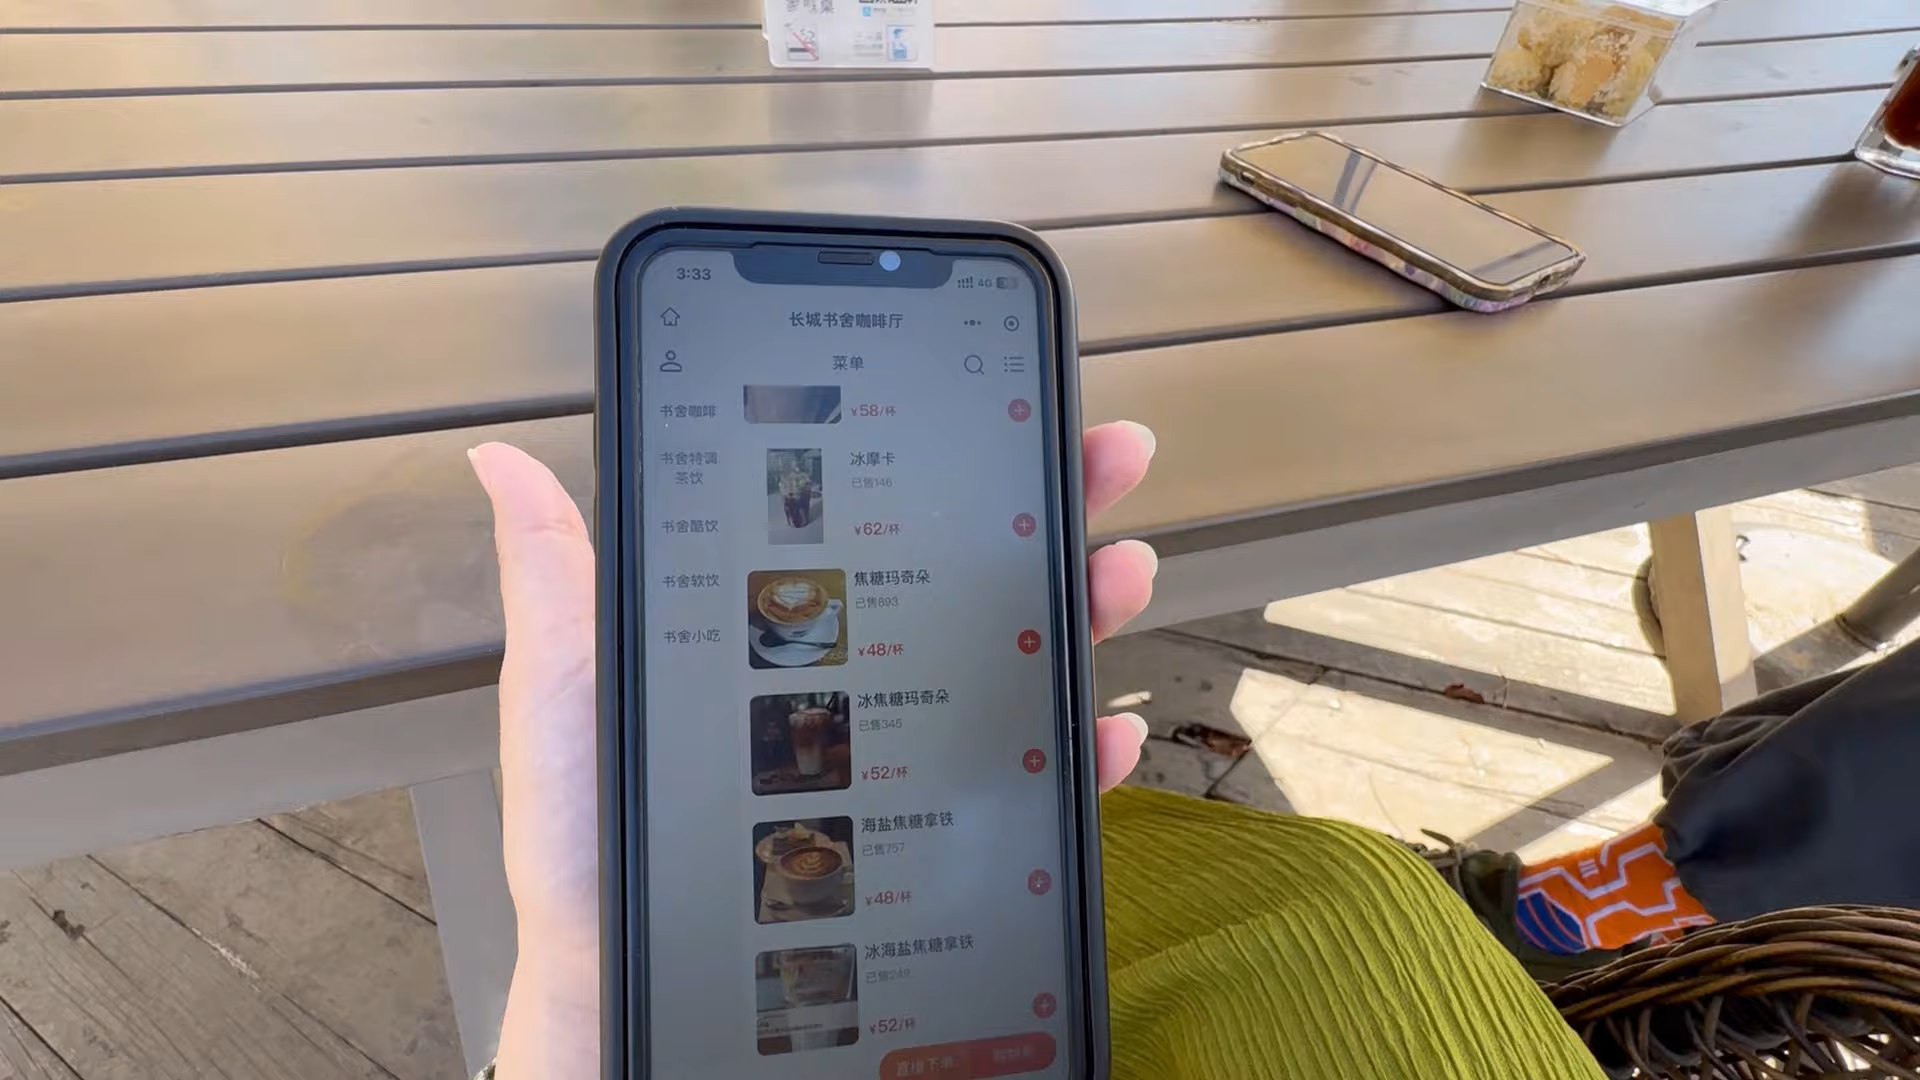 3:33
4G
长城书舍咖啡厅
菜单
书舍咖啡
书舍特调
茶饮
书舍酷饮
书舍软饮
书舍小吃
¥58/杯
冰摩卡
已售146
¥62/杯
焦糖玛奇朵
已售893
¥48/杯
冰焦糖玛奇朵
已售345
¥52/杯
海盐焦糖拿铁
已售757
¥48/杯
冰海盐焦糖拿铁
已售249
¥52/杯
直接下单